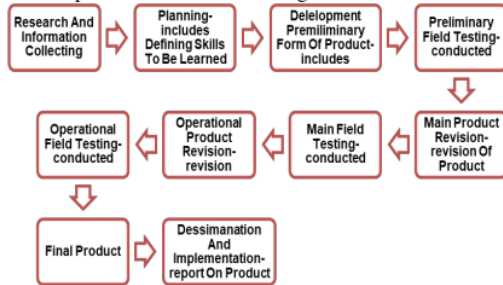 Research And
Information
Collecting
Planning-
includes
Defining Skills
To Be Learned
Delelopment
Premiliminary
Form Of Product-
includes
Preliminary
Field Testing-
conducted
Main Product
Revision-
revision Of
Product
Main Field
Testing-
conducted
Operational
Product
Revision-
revision
Operational
Field Testing-
conducted
Final Product
Dessimanation
And
Implementation-
report On Product